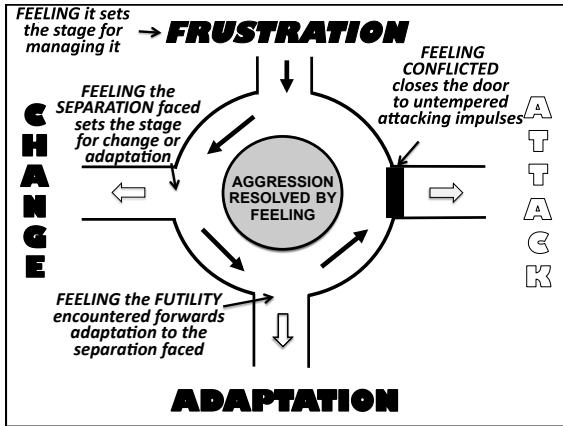 FEELING it sets
the stage for
managing it
FRUSTRATION
FEELING
CONFLICTED
closes the door
to untempered
attacking impulses
FEELING the
SEPARATION faced
sets the stage
for change or
adaptation
CHANGE
AGGRESSION
RESOLVED BY
FEELING
ATTACK
FEELING the FUTILITY
encountered forwards
adaptation to the
separation faced
ADAPTATION